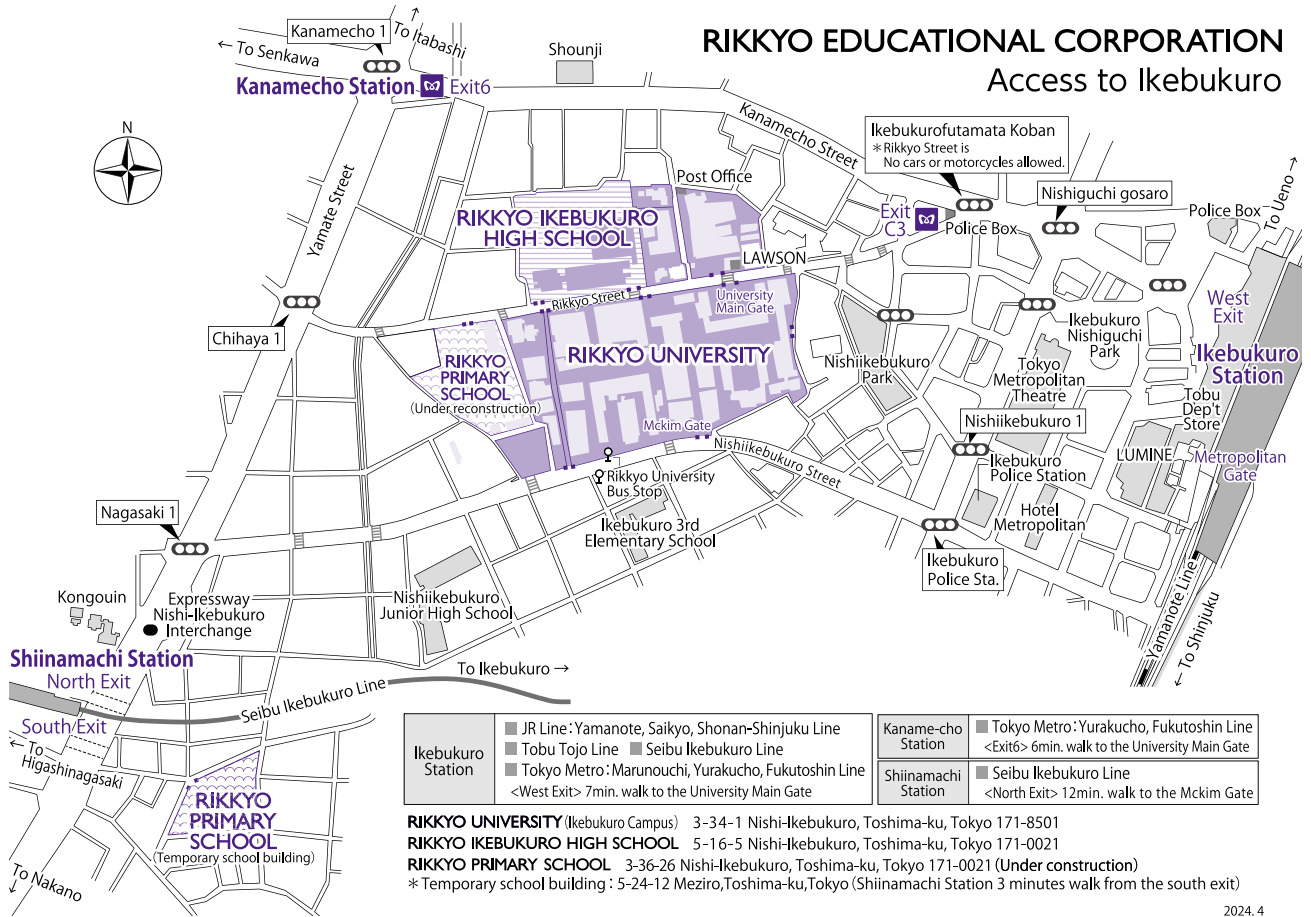 RIKKYO EDUCATIONAL CORPORATION
Access to Ikebukuro
Kanamecho 1
To Itabashi →
← To Senkawa
Kanamecho Station
Exit6
Shounji
Kanamecho Street
Ikebukurofutamata Koban
＊Rikkyo Street is
No cars or motorcycles allowed.
Nishiguchi gosaro
Police Box
To Ueno →
N
Yamate Street
Post Office
RIKKYO IKEBUKURO
HIGH SCHOOL
Exit
C3
Police Box
LAWSON
Rikkyo Street
University
Main Gate
West
Exit
Chihaya 1
RIKKYO
PRIMARY
SCHOOL
(Under reconstruction)
RIKKYO UNIVERSITY
Nishiikebukuro
Park
Ikebukuro
Nishiguchi
Park
Tokyo
Metropolitan
Theatre
Ikebukuro
Station
Tobu
Dep't
Store
Mckim Gate
Nishiikebukuro Street
Nishiikebukuro 1
LUMINE
Metropolitan
Gate
Ikebukuro
Police Station
Rikkyo University
Bus Stop
Nagasaki 1
Ikebukuro 3rd
Elementary School
Hotel
Metropolitan
Ikebukuro
Police Sta.
Kongouin
Expressway
Nishi-Ikebukuro
Interchange
Nishiikebukuro
Junior High School
Yamanote Line
← To Shinjuku
Shiinamachi Station
North Exit
To Ikebukuro →
Seibu Ikebukuro Line
South Exit
← To
Higashinagasaki
RIKKYO
PRIMARY
SCHOOL
(Temporary school building)
← To Nakano
Ikebukuro
Station
■ JR Line：Yamanote, Saikyo, Shonan-Shinjuku Line
■ Tobu Tojo Line ■ Seibu Ikebukuro Line
■ Tokyo Metro：Marunouchi, Yurakucho, Fukutoshin Line
<West Exit> 7min. walk to the University Main Gate
Kaname-cho
Station
■ Tokyo Metro：Yurakucho, Fukutoshin Line
<Exit6> 6min. walk to the University Main Gate
Shiinamachi
Station
■ Seibu Ikebukuro Line
<North Exit> 12min. walk to the Mckim Gate
RIKKYO UNIVERSITY (Ikebukuro Campus) 3-34-1 Nishi-Ikebukuro, Toshima-ku, Tokyo 171-8501
RIKKYO IKEBUKURO HIGH SCHOOL 5-16-5 Nishi-Ikebukuro, Toshima-ku, Tokyo 171-0021
RIKKYO PRIMARY SCHOOL 3-36-26 Nishi-Ikebukuro, Toshima-ku, Tokyo 171-0021 (Under construction)
＊Temporary school building : 5-24-12 Meziro,Toshima-ku,Tokyo (Shiinamachi Station 3 minutes walk from the south exit)
2024. 4